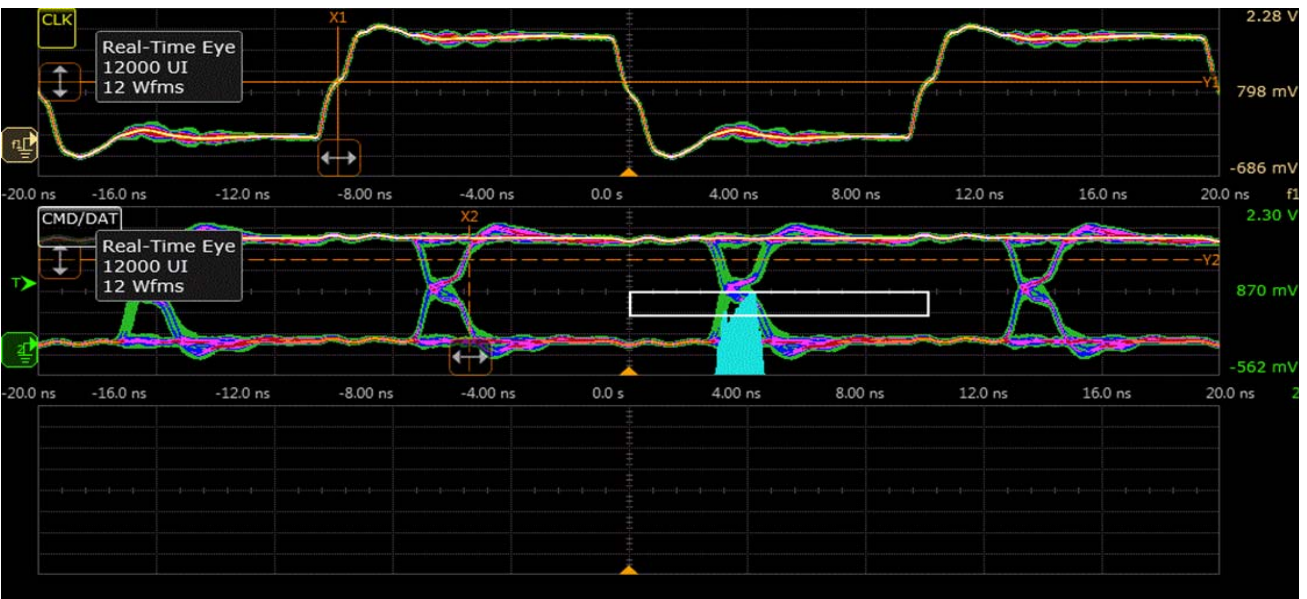 CLK
X1
2.28 V
Real-Time Eye
12000 UI
12 Wfms
Y1
798 mV
f1
-686 mV
-20.0 ns -16.0 ns -12.0 ns -8.00 ns -4.00 ns 0.0 s 4.00 ns 8.00 ns 12.0 ns 16.0 ns 20.0 ns f1
CMD/DAT
X2
2.30 V
Real-Time Eye
12000 UI
12 Wfms
Y2
T
870 mV
2
-562 mV
-20.0 ns -16.0 ns -12.0 ns -8.00 ns -4.00 ns 0.0 s 4.00 ns 8.00 ns 12.0 ns 16.0 ns 20.0 ns 2